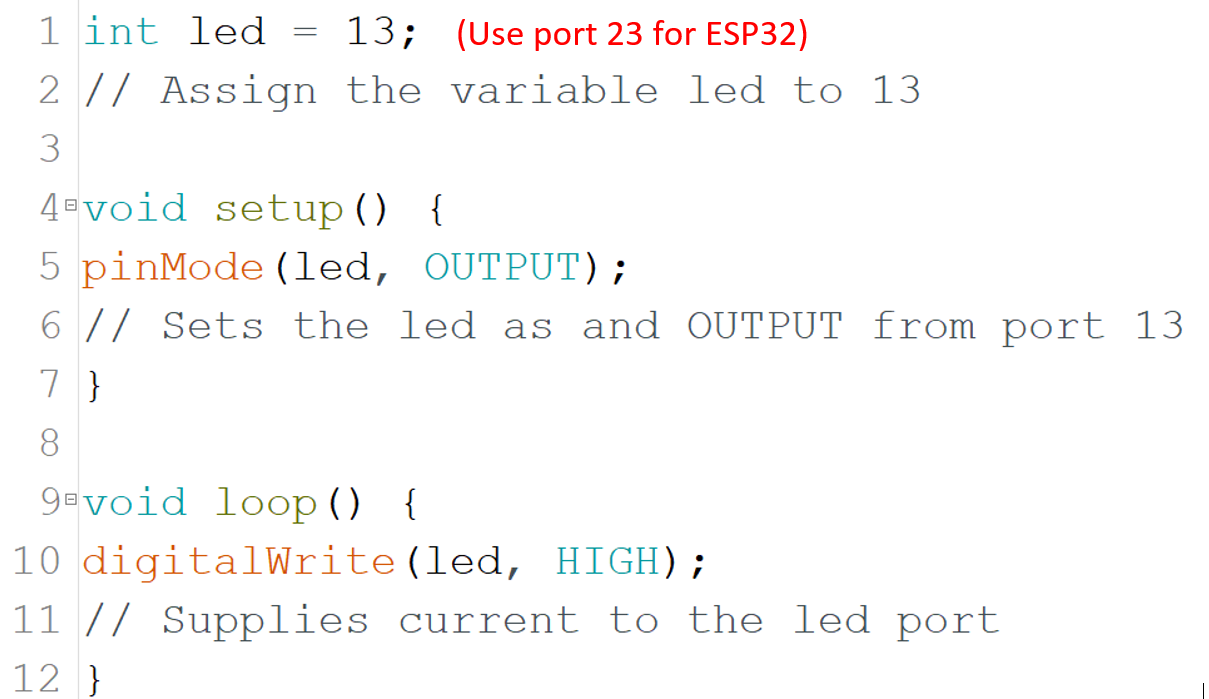 1 int led = 13; (Use port 23 for ESP32)
2 // Assign the variable led to 13
3
4 void setup() {
5 pinMode(led, OUTPUT);
6 // Sets the led as and OUTPUT from port 13
7 }
8
9 void loop() {
10 digitalWrite(led, HIGH);
11 // Supplies current to the led port
12 }